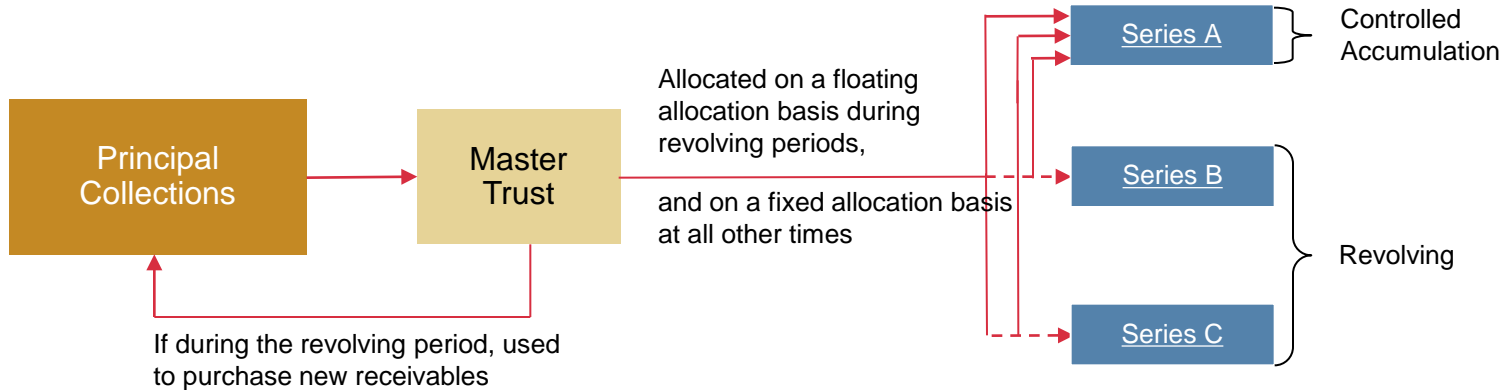 Principal
Collections
Master
Trust
If during the revolving period, used
to purchase new receivables
Allocated on a floating
allocation basis during
revolving periods,
and on a fixed allocation basis
at all other times
Series A
Controlled
Accumulation
Series B
Revolving
Series C